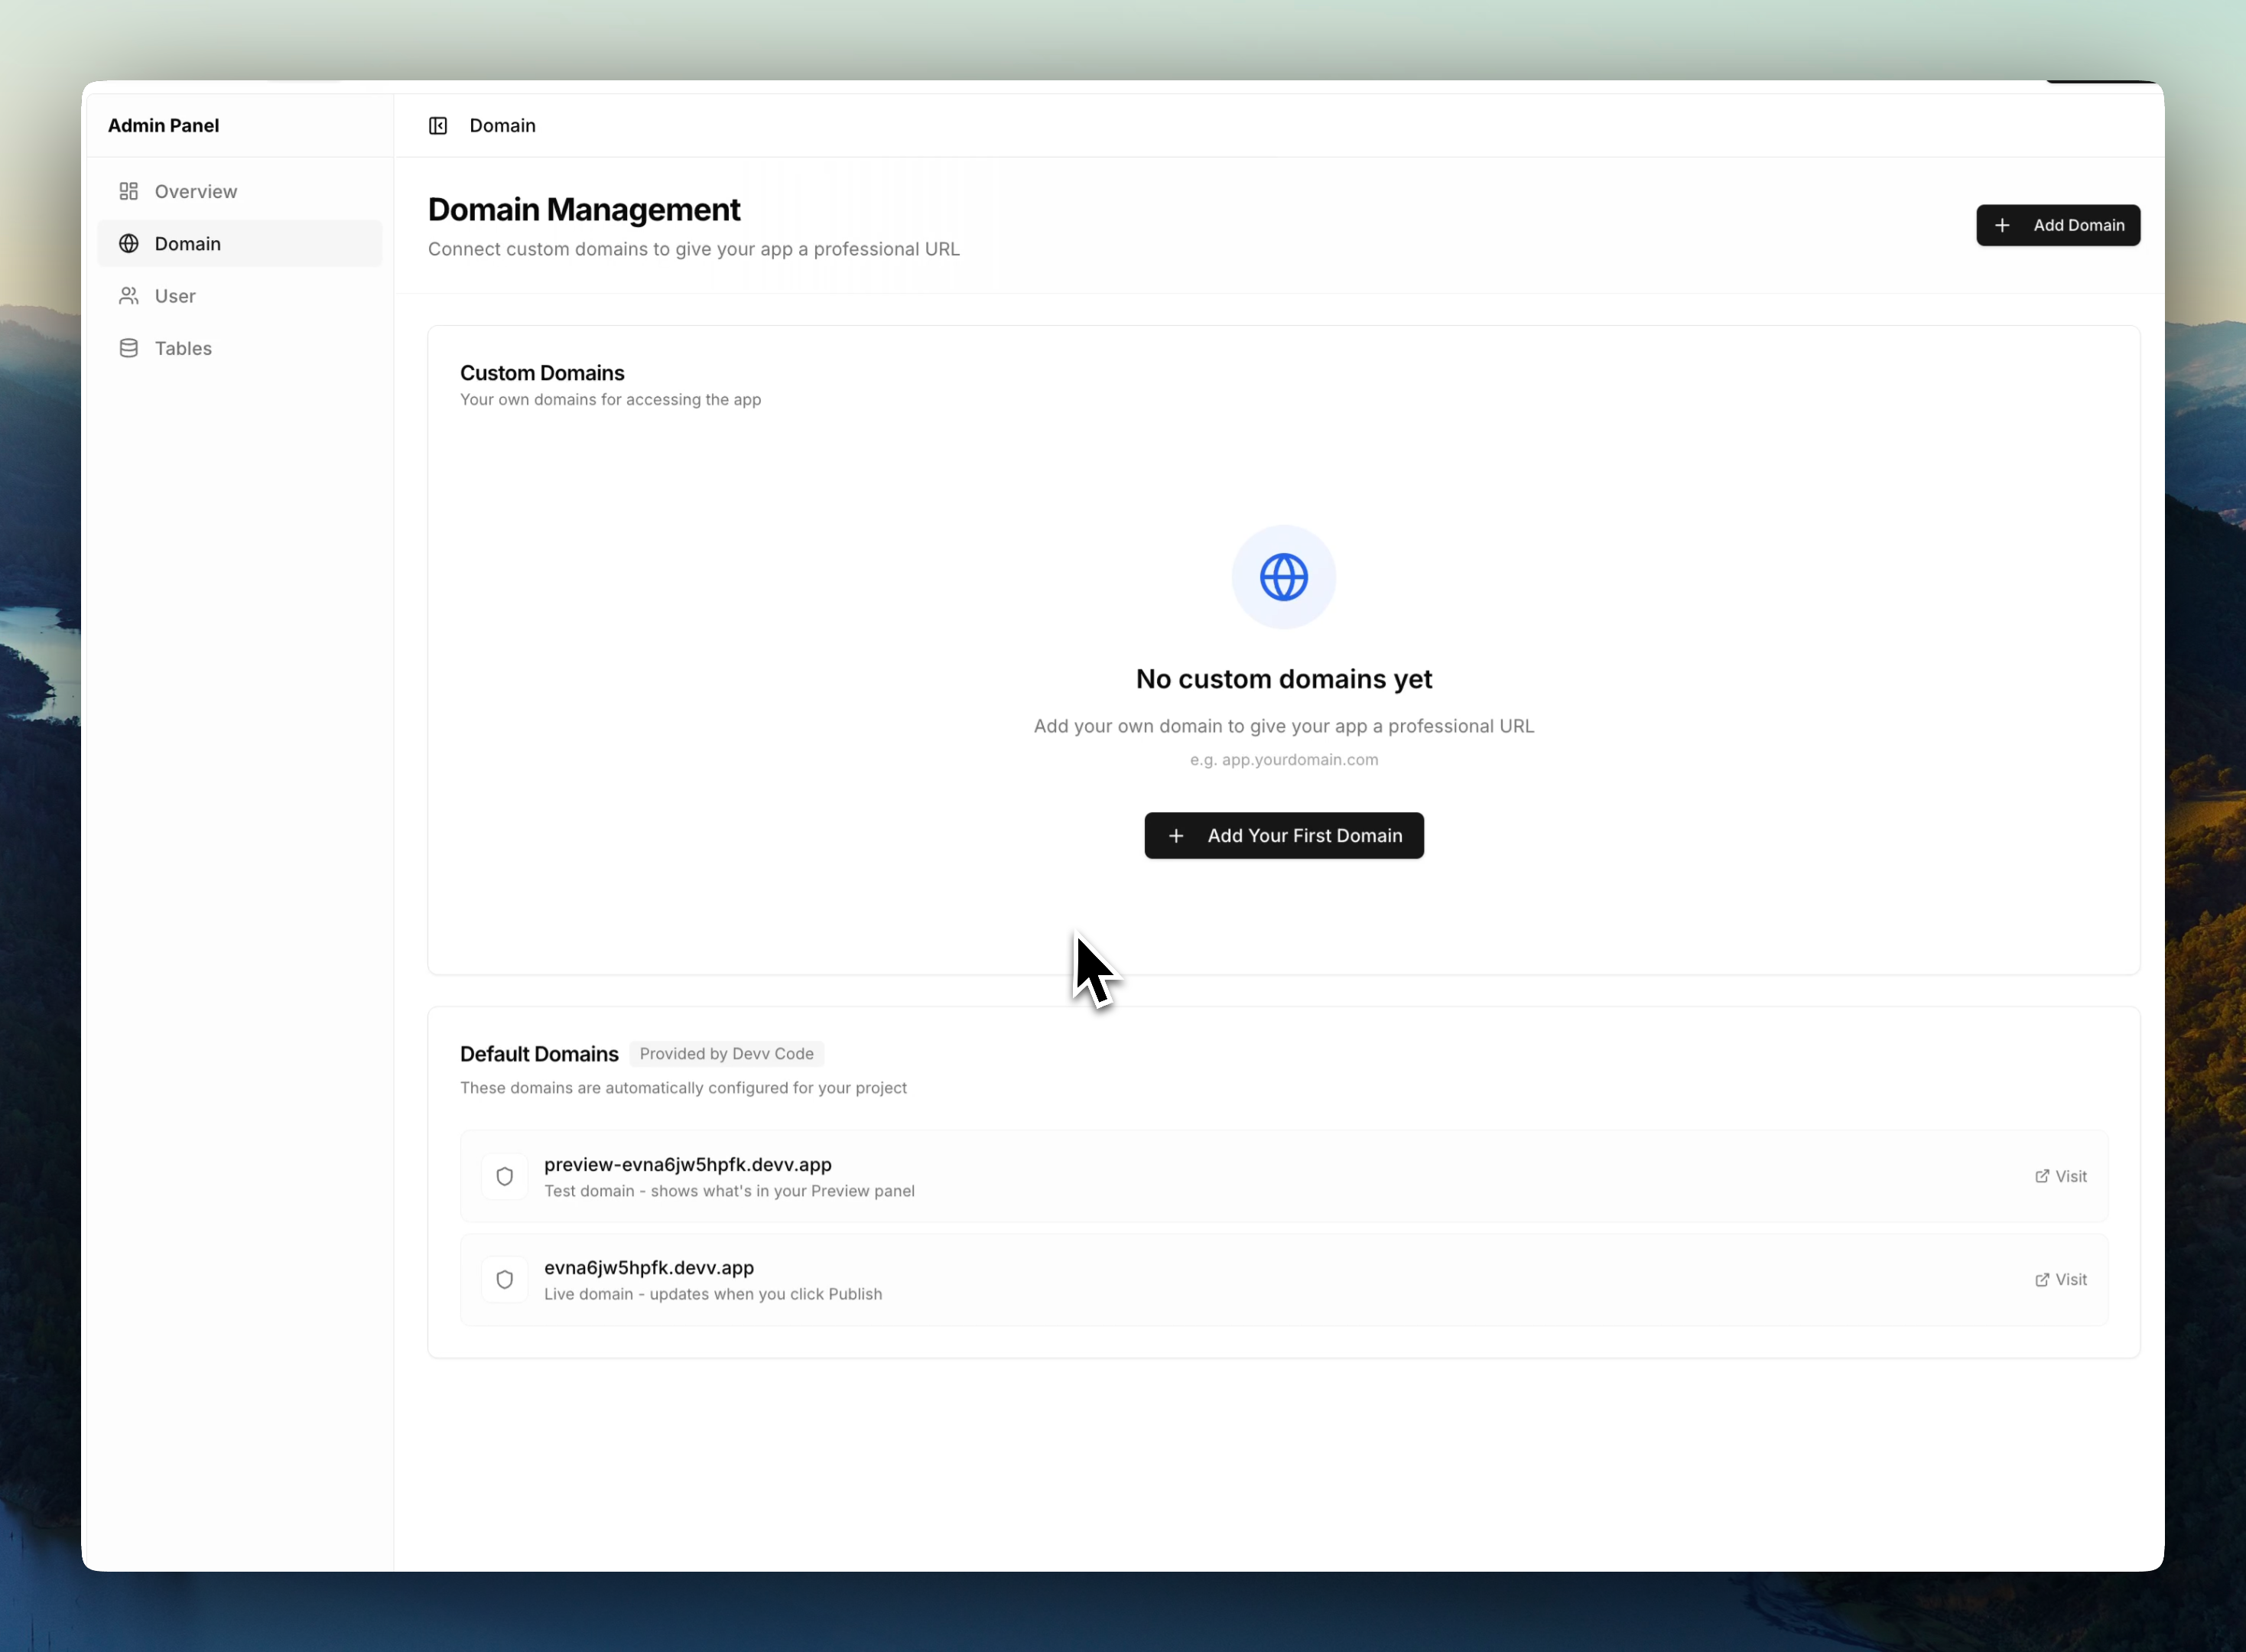 Admin Panel
Domain
Overview
Domain
User
Tables
Domain Management
Connect custom domains to give your app a professional URL
Add Domain
Custom Domains
Your own domains for accessing the app
No custom domains yet
Add your own domain to give your app a professional URL
e.g. app.yourdomain.com
Add Your First Domain
Default Domains Provided by Devv Code
These domains are automatically configured for your project
preview-evna6jw5hpfk.devv.app
Test domain - shows what's in your Preview panel
Visit
evna6jw5hpfk.devv.app
Live domain - updates when you click Publish
Visit